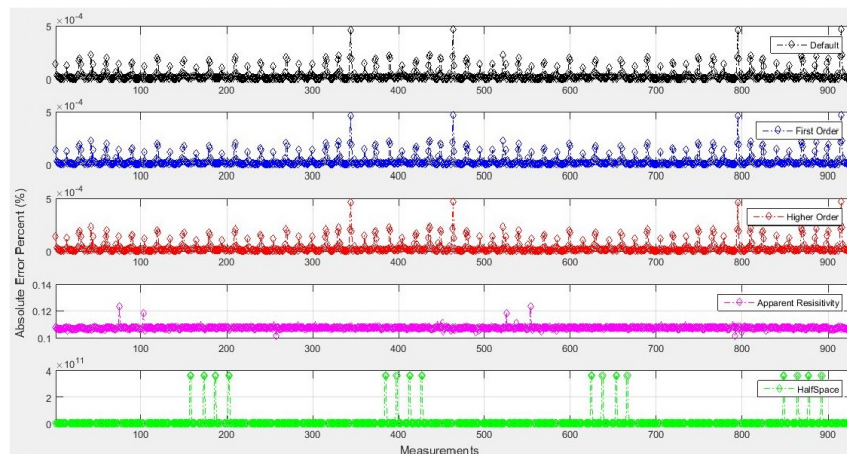 ×10⁻⁴
5
0
Default
100 200 300 400 500 600 700 800 900
×10⁻⁴
5
0
First Order
100 200 300 400 500 600 700 800 900
×10⁻⁴
5
0
Higher Order
100 200 300 400 500 600 700 800 900
Absolute Error Percent (%)
0.14
0.12
0.1
Apparent Resisitivity
100 200 300 400 500 600 700 800 900
×10¹¹
4
2
0
HalfSpace
100 200 300 400 500 600 700 800 900
Measurements